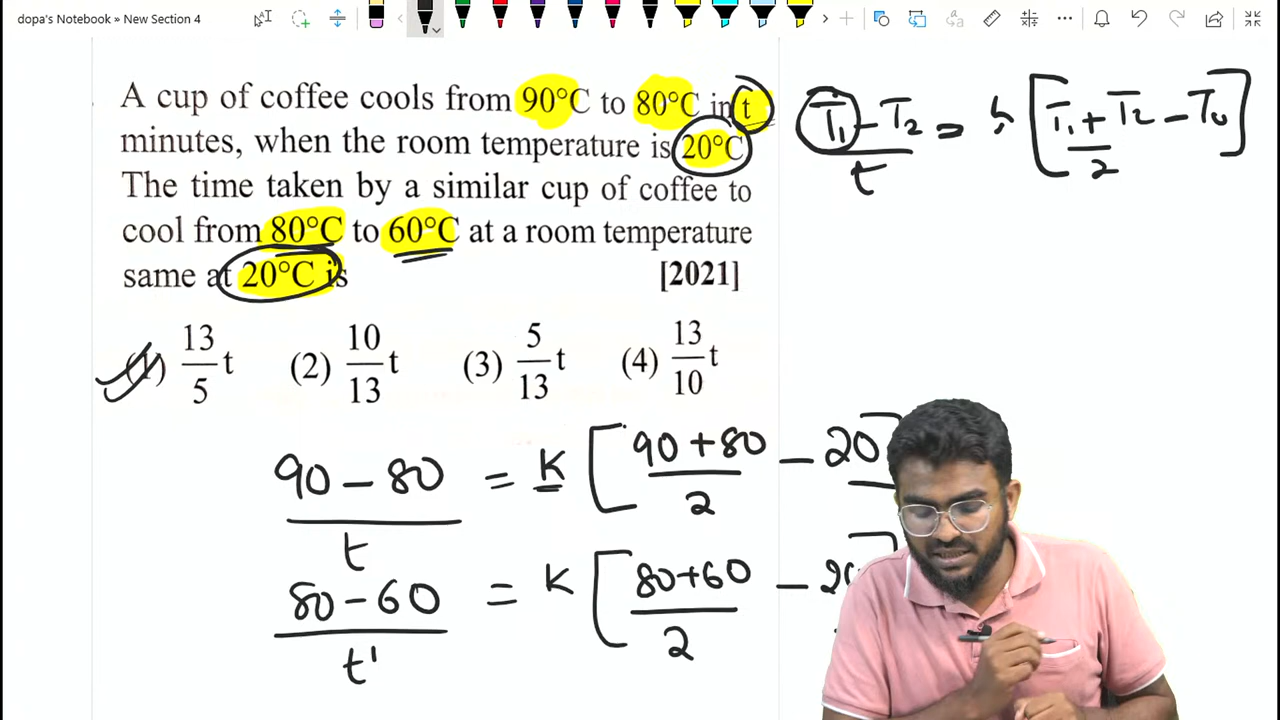 dopa's Notebook » New Section 4
A cup of coffee cools from 90°C to 80°C in t
minutes, when the room temperature is 20°C
The time taken by a similar cup of coffee to
cool from 80°C to 60°C at a room temperature
same at 20°C is [2021]
(1) 13/5 t (2) 10/13 t (3) 5/13 t (4) 13/10 t
(T₁ - T₂)/t = k [(T₁ + T₂)/2 - T₀]
(90 - 80)/t = K [(90 + 80)/2 - 20]
(80 - 60)/t' = K [(80 + 60)/2 - 20